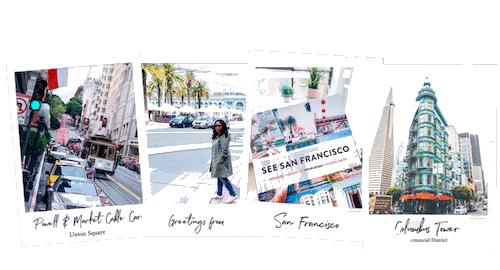 SEE SAN FRANCISCO
Powell & Market Cable Car
Union Square
Greetings from
San Francisco
Columbus Tower
Financial District